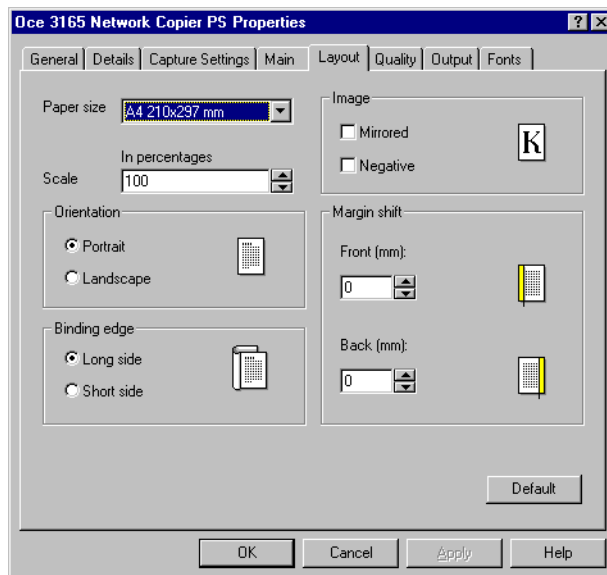 Oce 3165 Network Copier PS Properties
General Details Capture Settings Main Layout Quality Output Fonts
Paper size A4 210x297 mm
In percentages
Scale 100
Orientation
Portrait
Landscape
Binding edge
Long side
Short side
Image
Mirrored
Negative
K
Margin shift
Front (mm):
0
Back (mm):
0
Default
OK Cancel Apply Help